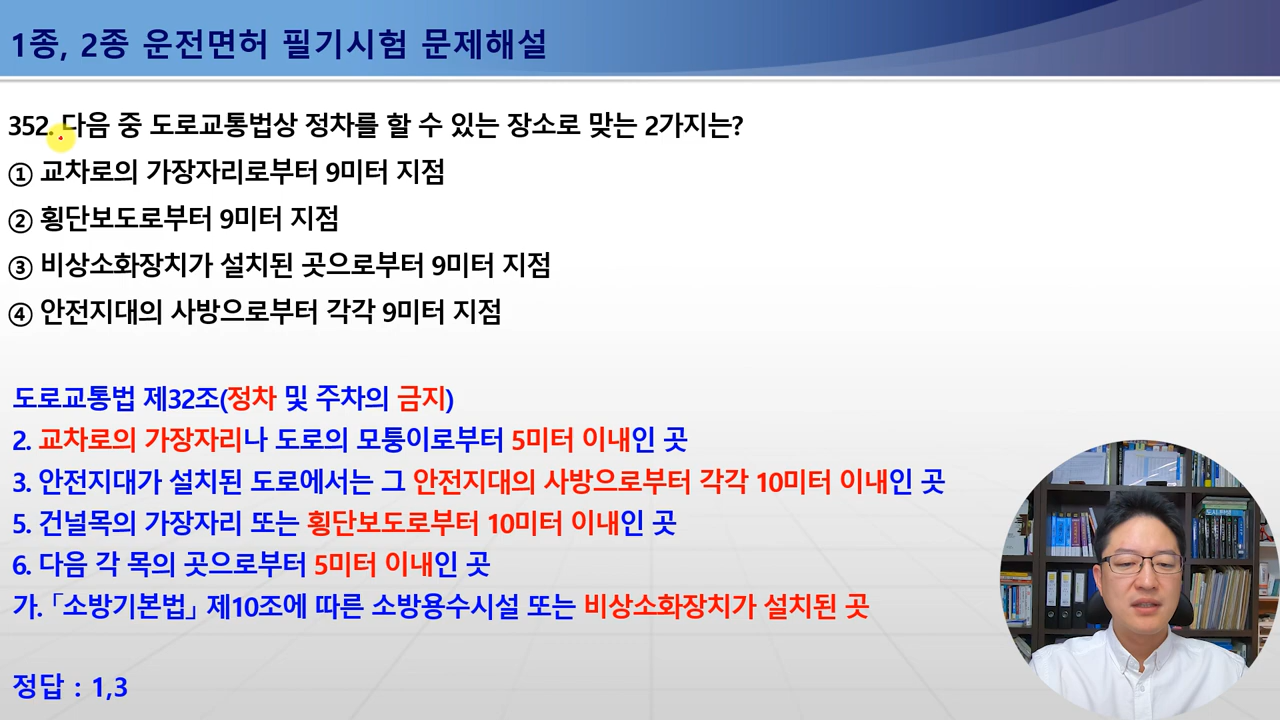 1종, 2종 운전면허 필기시험 문제해설
352. 다음 중 도로교통법상 정차를 할 수 있는 장소로 맞는 2가지는?
① 교차로의 가장자리로부터 9미터 지점
② 횡단보도로부터 9미터 지점
③ 비상소화장치가 설치된 곳으로부터 9미터 지점
④ 안전지대의 사방으로부터 각각 9미터 지점
도로교통법 제32조(정차 및 주차의 금지)
2. 교차로의 가장자리나 도로의 모퉁이로부터 5미터 이내인 곳
3. 안전지대가 설치된 도로에서는 그 안전지대의 사방으로부터 각각 10미터 이내인 곳
5. 건널목의 가장자리 또는 횡단보도로부터 10미터 이내인 곳
6. 다음 각 목의 곳으로부터 5미터 이내인 곳
가. 「소방기본법」 제10조에 따른 소방용수시설 또는 비상소화장치가 설치된 곳
정답 : 1,3